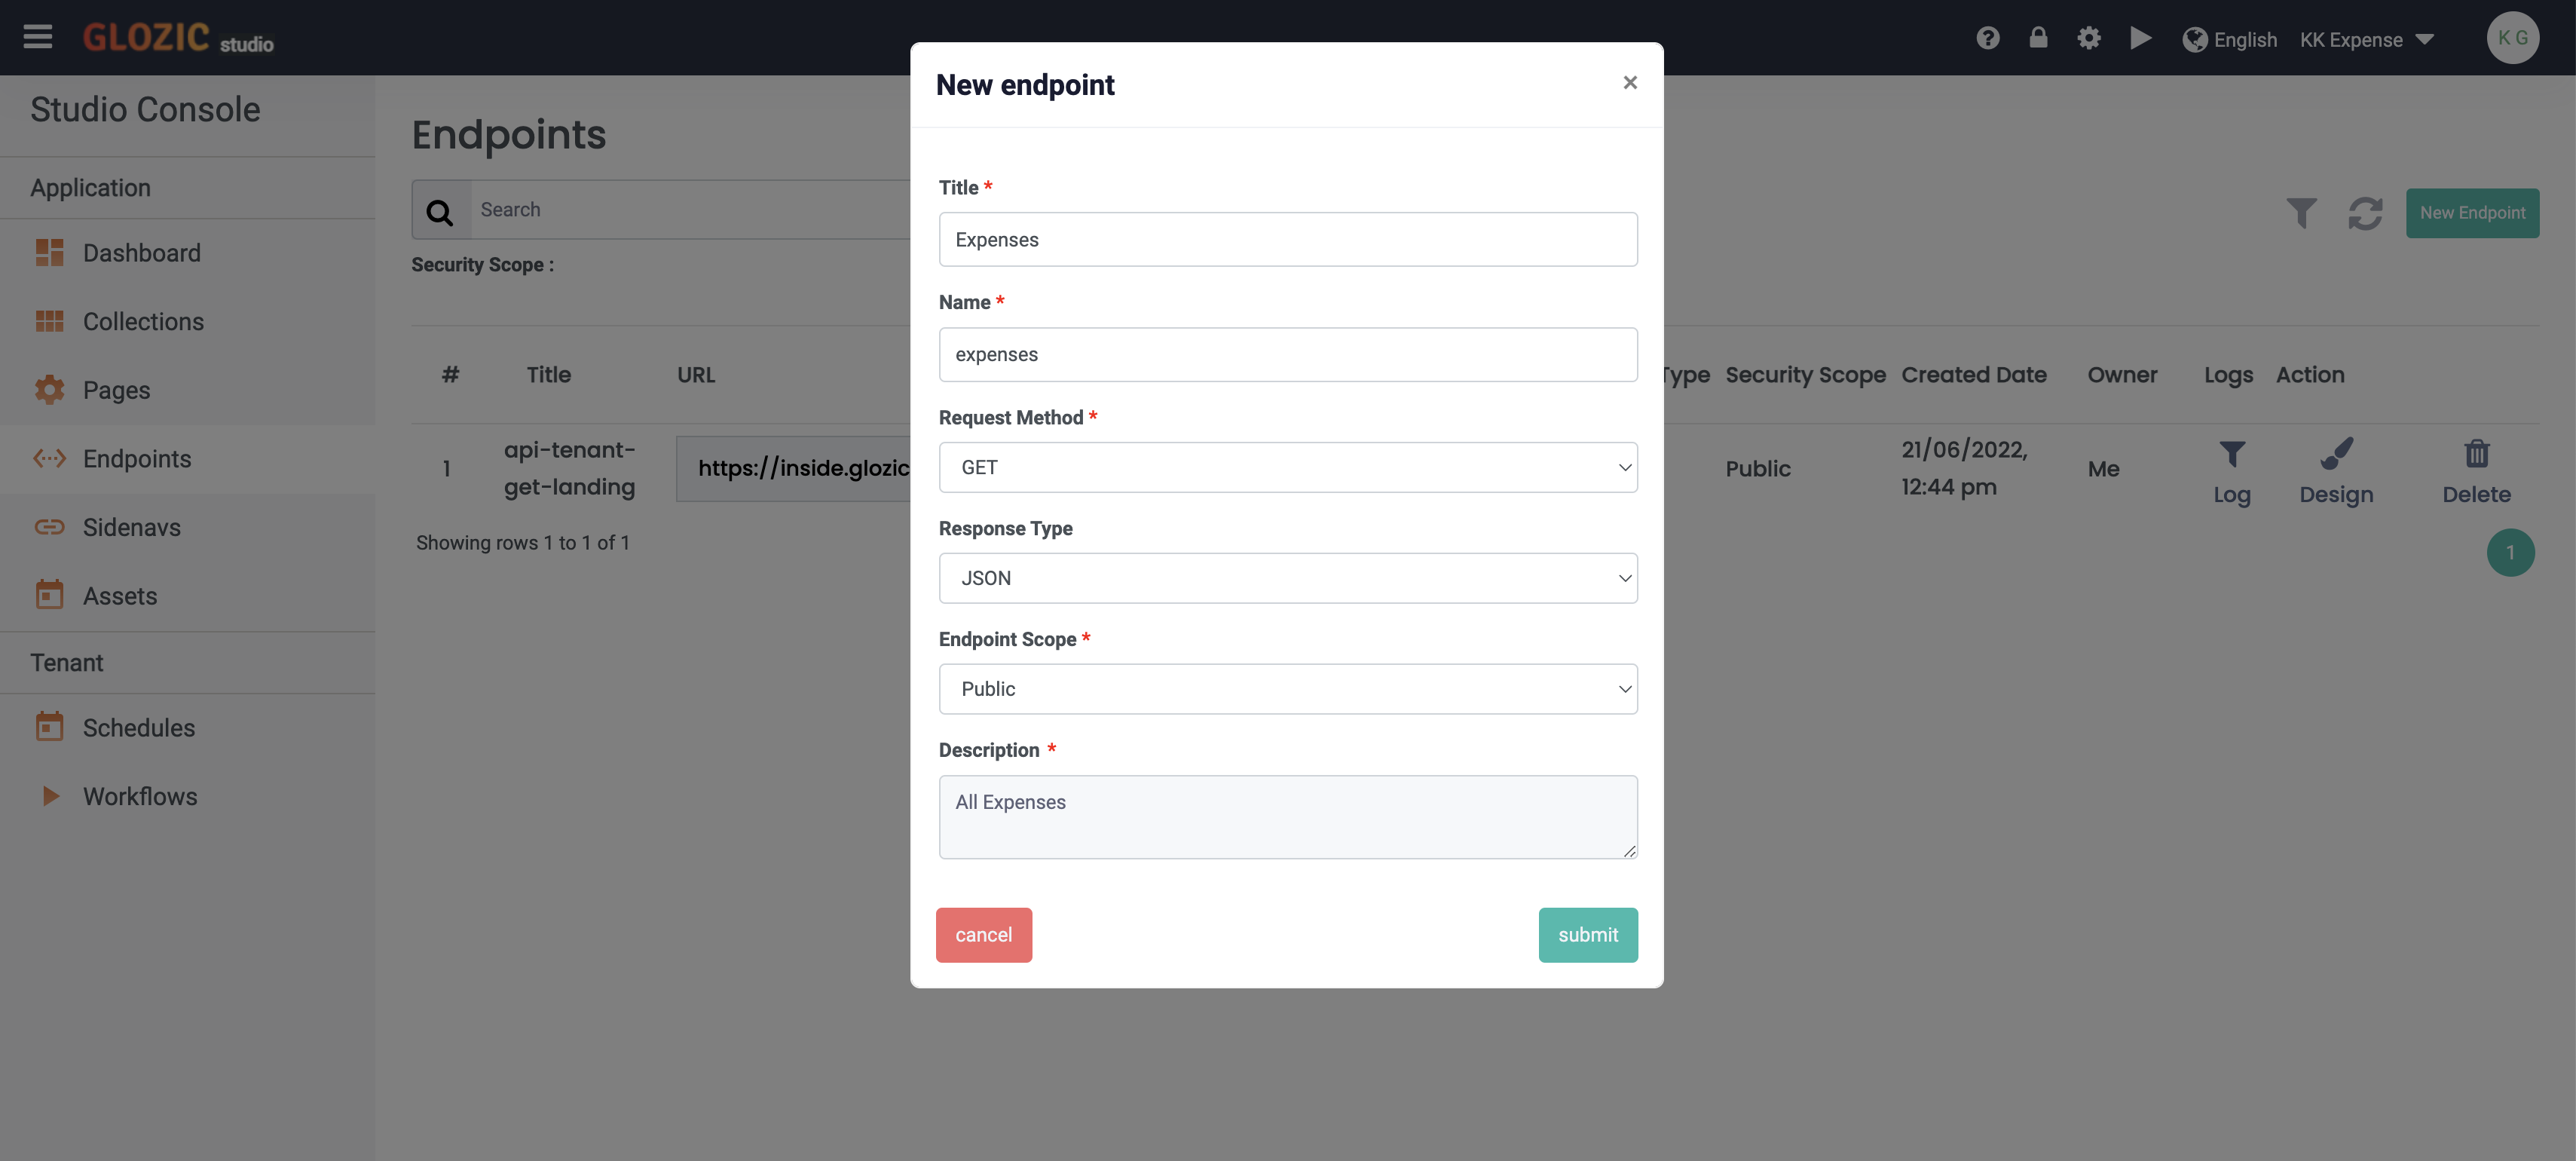 GLOZIC studio
English
KK Expense
K G
Studio Console
Application
Dashboard
Collections
Pages
Endpoints
Sidenavs
Assets
Tenant
Schedules
Workflows
Endpoints
Search
New Endpoint
Security Scope :
# Title URL Type Security Scope Created Date Owner Logs Action
1 api-tenant-get-landing https://inside.glozic Public 21/06/2022, 12:44 pm Me Log Design Delete
Showing rows 1 to 1 of 1
1
New endpoint
×
Title *
Expenses
Name *
expenses
Request Method *
GET
Response Type
JSON
Endpoint Scope *
Public
Description *
All Expenses
cancel
submit